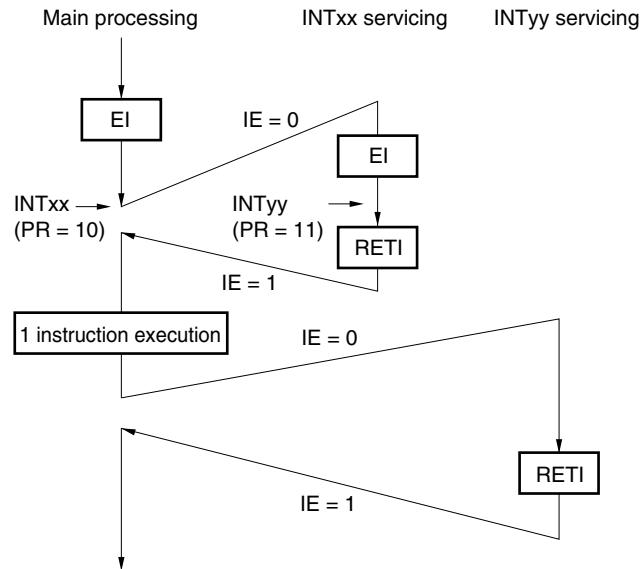 Main processing INTxx servicing INTyy servicing
EI
IE = 0
EI
INTxx
(PR = 10)
INTyy
(PR = 11)
RETI
IE = 1
1 instruction execution
IE = 0
RETI
IE = 1